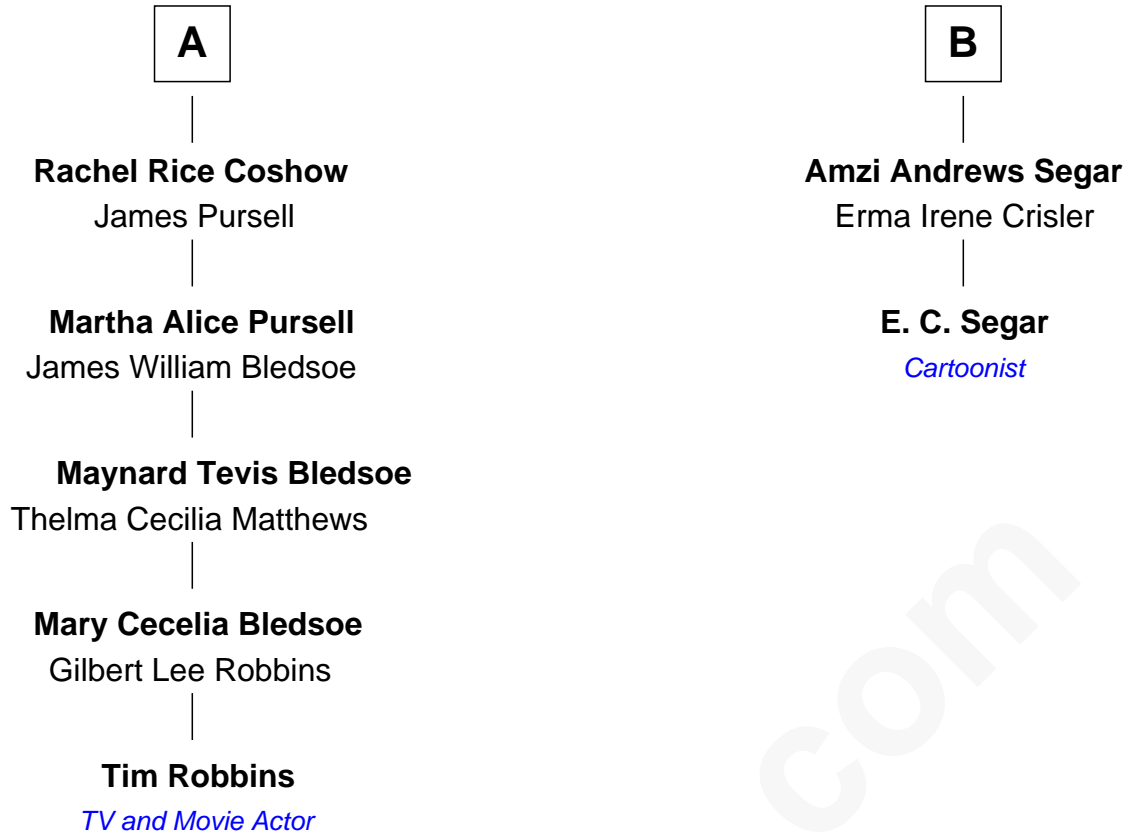 A
Rachel Rice Coshow
James Pursell
Martha Alice Pursell
James William Bledsoe
Maynard Tevis Bledsoe
Thelma Cecilia Matthews
Mary Cecelia Bledsoe
Gilbert Lee Robbins
Tim Robbins
TV and Movie Actor
B
Amzi Andrews Segar
Erma Irene Crisler
E. C. Segar
Cartoonist
com